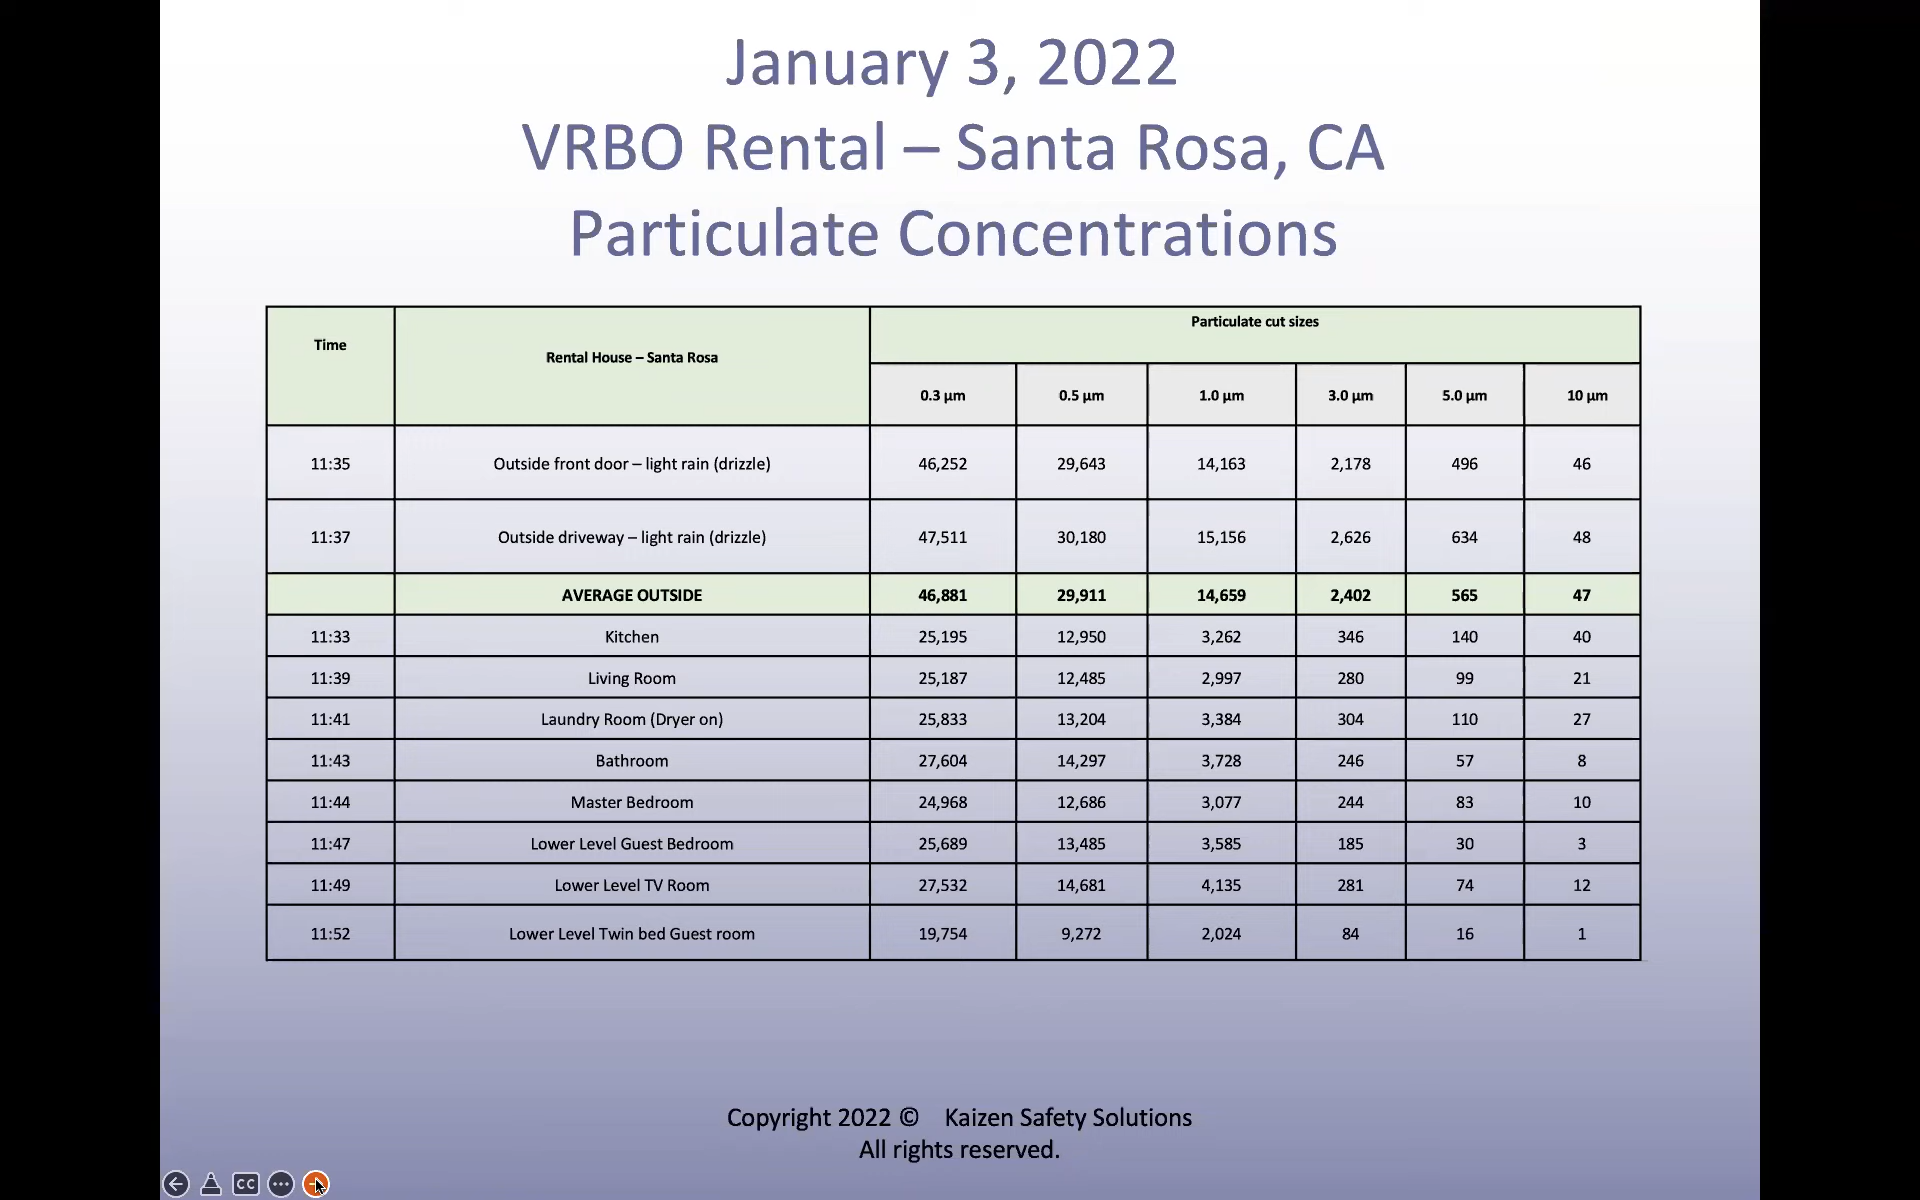 January 3, 2022
VRBO Rental – Santa Rosa, CA
Particulate Concentrations
Time Rental House – Santa Rosa Particulate cut sizes
0.3 µm 0.5 µm 1.0 µm 3.0 µm 5.0 µm 10 µm
11:35 Outside front door – light rain (drizzle) 46,252 29,643 14,163 2,178 496 46
11:37 Outside driveway – light rain (drizzle) 47,511 30,180 15,156 2,626 634 48
AVERAGE OUTSIDE 46,881 29,911 14,659 2,402 565 47
11:33 Kitchen 25,195 12,950 3,262 346 140 40
11:39 Living Room 25,187 12,485 2,997 280 99 21
11:41 Laundry Room (Dryer on) 25,833 13,204 3,384 304 110 27
11:43 Bathroom 27,604 14,297 3,728 246 57 8
11:44 Master Bedroom 24,968 12,686 3,077 244 83 10
11:47 Lower Level Guest Bedroom 25,689 13,485 3,585 185 30 3
11:49 Lower Level TV Room 27,532 14,681 4,135 281 74 12
11:52 Lower Level Twin bed Guest room 19,754 9,272 2,024 84 16 1
Copyright 2022 © Kaizen Safety Solutions
All rights reserved.
CC